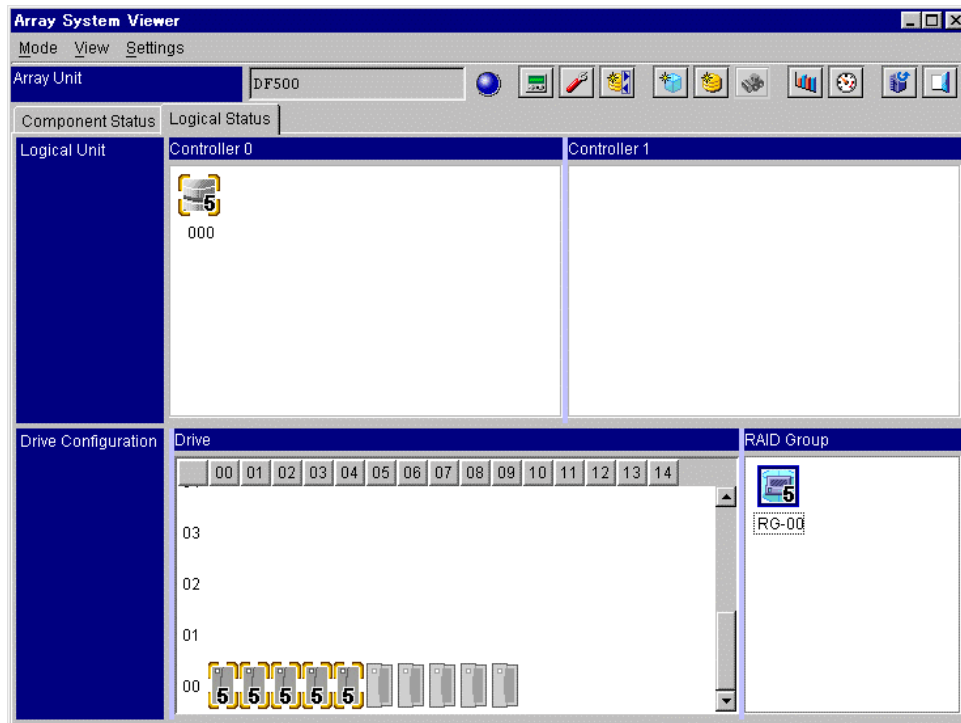 Array System Viewer
Mode View Settings
Array Unit DF500
Component Status Logical Status
Logical Unit Controller 0 Controller 1
5
000
Drive Configuration Drive RAID Group
00 01 02 03 04 05 06 07 08 09 10 11 12 13 14
5
RG-00
03
02
01
00 5 5 5 5 5